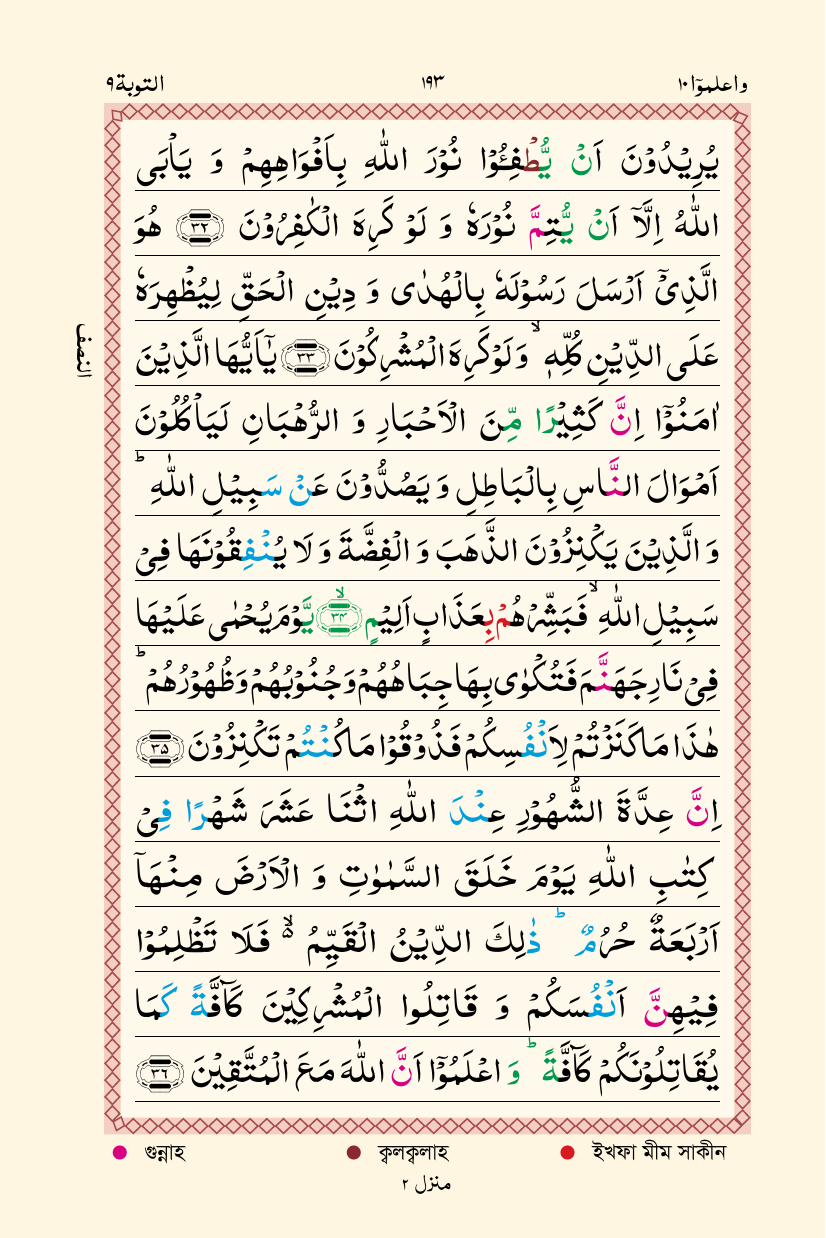 واعلموٓا ١٠ ١٩٣ التوبة ٩
يُرِيْدُوْنَ اَنْ يُّطْفِـُٔوْا نُوْرَ اللّٰهِ بِاَفْوَاهِهِمْ وَ يَاْبَى
اللّٰهُ اِلَّاۤ اَنْ يُّتِمَّ نُوْرَهٗ وَ لَوْ كَرِهَ الْكٰفِرُوْنَ ﴿٣٢﴾ هُوَ
الَّذِيْۤ اَرْسَلَ رَسُوْلَهٗ بِالْهُدٰى وَ دِيْنِ الْحَقِّ لِيُظْهِرَهٗ
عَلَى الدِّيْنِ كُلِّهٖ ۙ وَ لَوْ كَرِهَ الْمُشْرِكُوْنَ ﴿٣٣﴾ يٰۤاَيُّهَا الَّذِيْنَ
النصف
اٰمَنُوْۤا اِنَّ كَثِيْرًا مِّنَ الْاَحْبَارِ وَ الرُّهْبَانِ لَيَاْكُلُوْنَ
اَمْوَالَ النَّاسِ بِالْبَاطِلِ وَ يَصُدُّوْنَ عَنْ سَبِيْلِ اللّٰهِ ؕ
وَ الَّذِيْنَ يَكْنِزُوْنَ الذَّهَبَ وَ الْفِضَّةَ وَ لَا يُنْفِقُوْنَهَا فِيْ
سَبِيْلِ اللّٰهِ ۙ فَبَشِّرْهُمْ بِعَذَابٍ اَلِيْمٍ ﴿٣٤﴾ۙ يَّوْمَ يُحْمٰى عَلَيْهَا
فِيْ نَارِ جَهَنَّمَ فَتُكْوٰى بِهَا جِبَاهُهُمْ وَ جُنُوْبُهُمْ وَ ظُهُوْرُهُمْ ؕ
هٰذَا مَا كَنَزْتُمْ لِاَنْفُسِكُمْ فَذُوْقُوْا مَا كُنْتُمْ تَكْنِزُوْنَ ﴿٣٥﴾
اِنَّ عِدَّةَ الشُّهُوْرِ عِنْدَ اللّٰهِ اثْنَا عَشَرَ شَهْرًا فِيْ
كِتٰبِ اللّٰهِ يَوْمَ خَلَقَ السَّمٰوٰتِ وَ الْاَرْضَ مِنْهَاۤ
اَرْبَعَةٌ حُرُمٌ ؕ ذٰلِكَ الدِّيْنُ الْقَيِّمُ ۙ۬ فَلَا تَظْلِمُوْا
فِيْهِنَّ اَنْفُسَكُمْ وَ قَاتِلُوا الْمُشْرِكِيْنَ كَآفَّةً كَمَا
يُقَاتِلُوْنَكُمْ كَآفَّةً ؕ وَ اعْلَمُوْۤا اَنَّ اللّٰهَ مَعَ الْمُتَّقِيْنَ ﴿٣٦﴾
গুন্নাহ ক্বলক্বলাহ ইখফা মীম সাকীন
منزل ٢